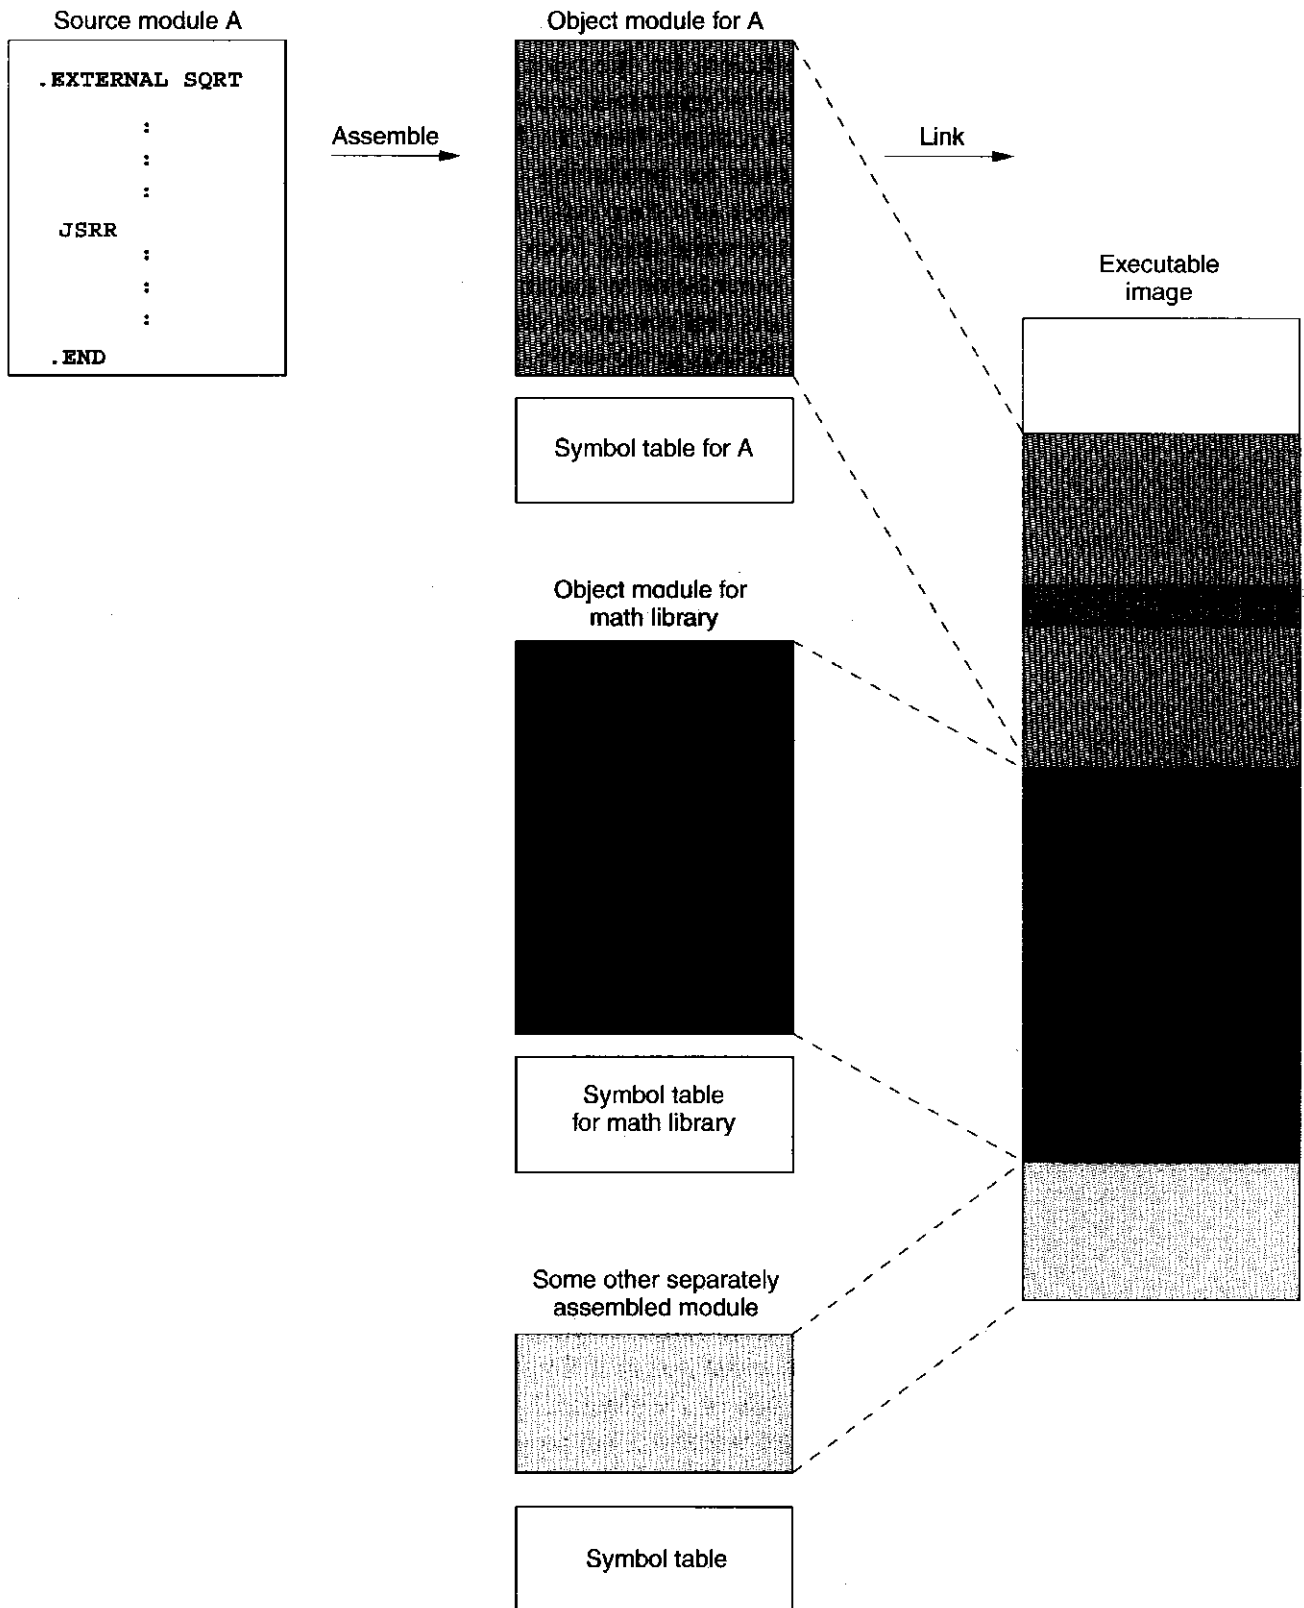 Source module A
.EXTERNAL SQRT
:
:
:
JSRR
:
:
:
.END
Assemble
Object module for A
Symbol table for A
Link
Executable
image
Object module for
math library
Symbol table
for math library
Some other separately
assembled module
Symbol table